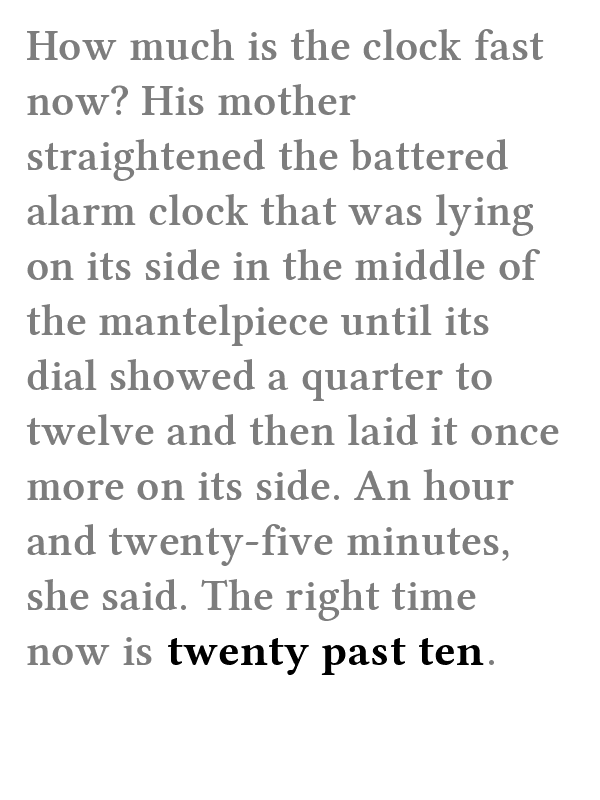 How much is the clock fast
now? His mother
straightened the battered
alarm clock that was lying
on its side in the middle of
the mantelpiece until its
dial showed a quarter to
twelve and then laid it once
more on its side. An hour
and twenty-five minutes,
she said. The right time
now is twenty past ten.